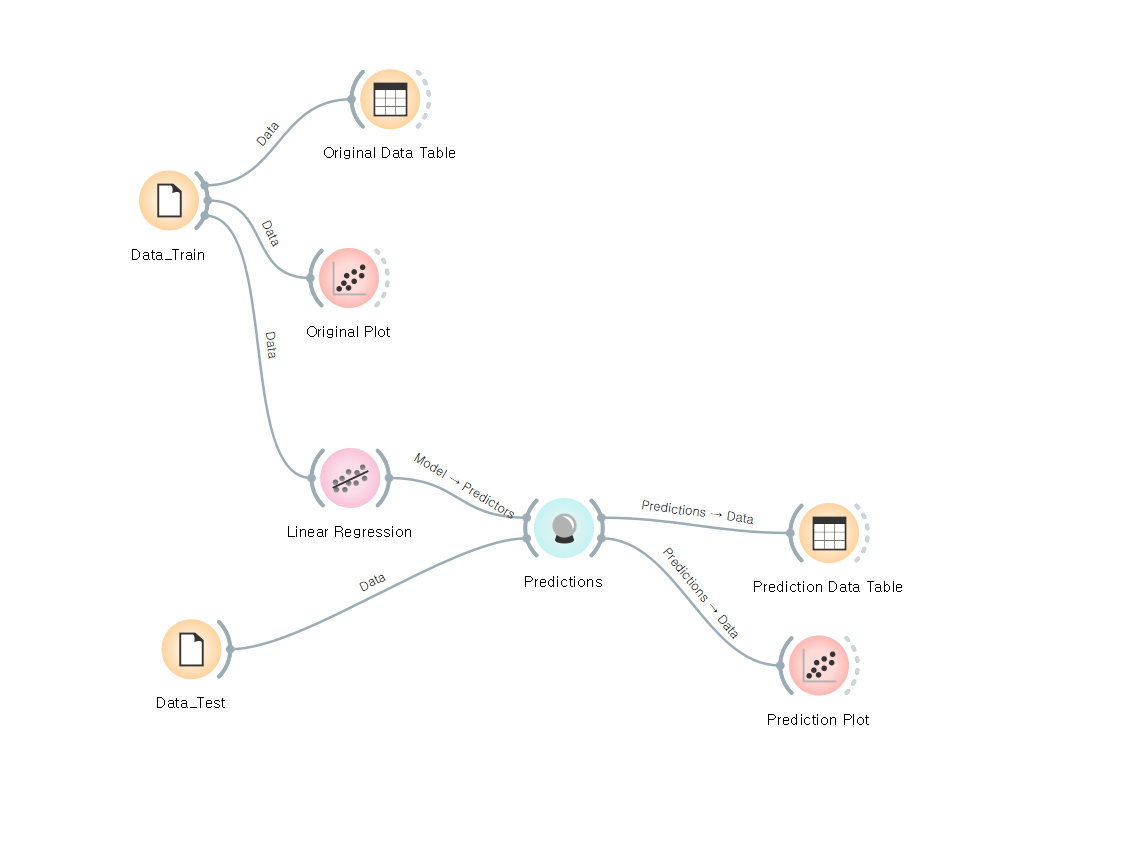 Data
Original Data Table
Data_Train
Data
Original Plot
Data
Linear Regression
Model → Predictors
Predictions
Data
Data_Test
Predictions → Data
Prediction Data Table
Predictions → Data
Prediction Plot